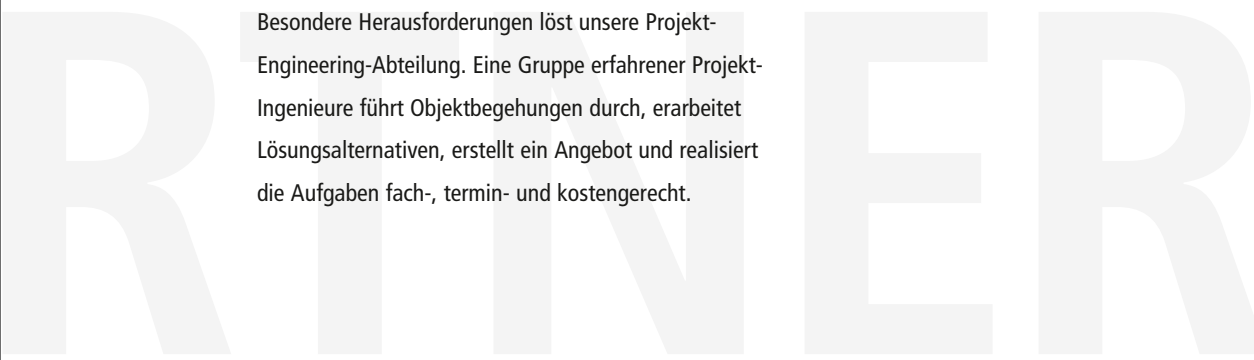 Besondere Herausforderungen löst unsere Projekt-
Engineering-Abteilung. Eine Gruppe erfahrener Projekt-
Ingenieure führt Objektbegehungen durch, erarbeitet
Lösungsalternativen, erstellt ein Angebot und realisiert
die Aufgaben fach-, termin- und kostengerecht.
RTNER